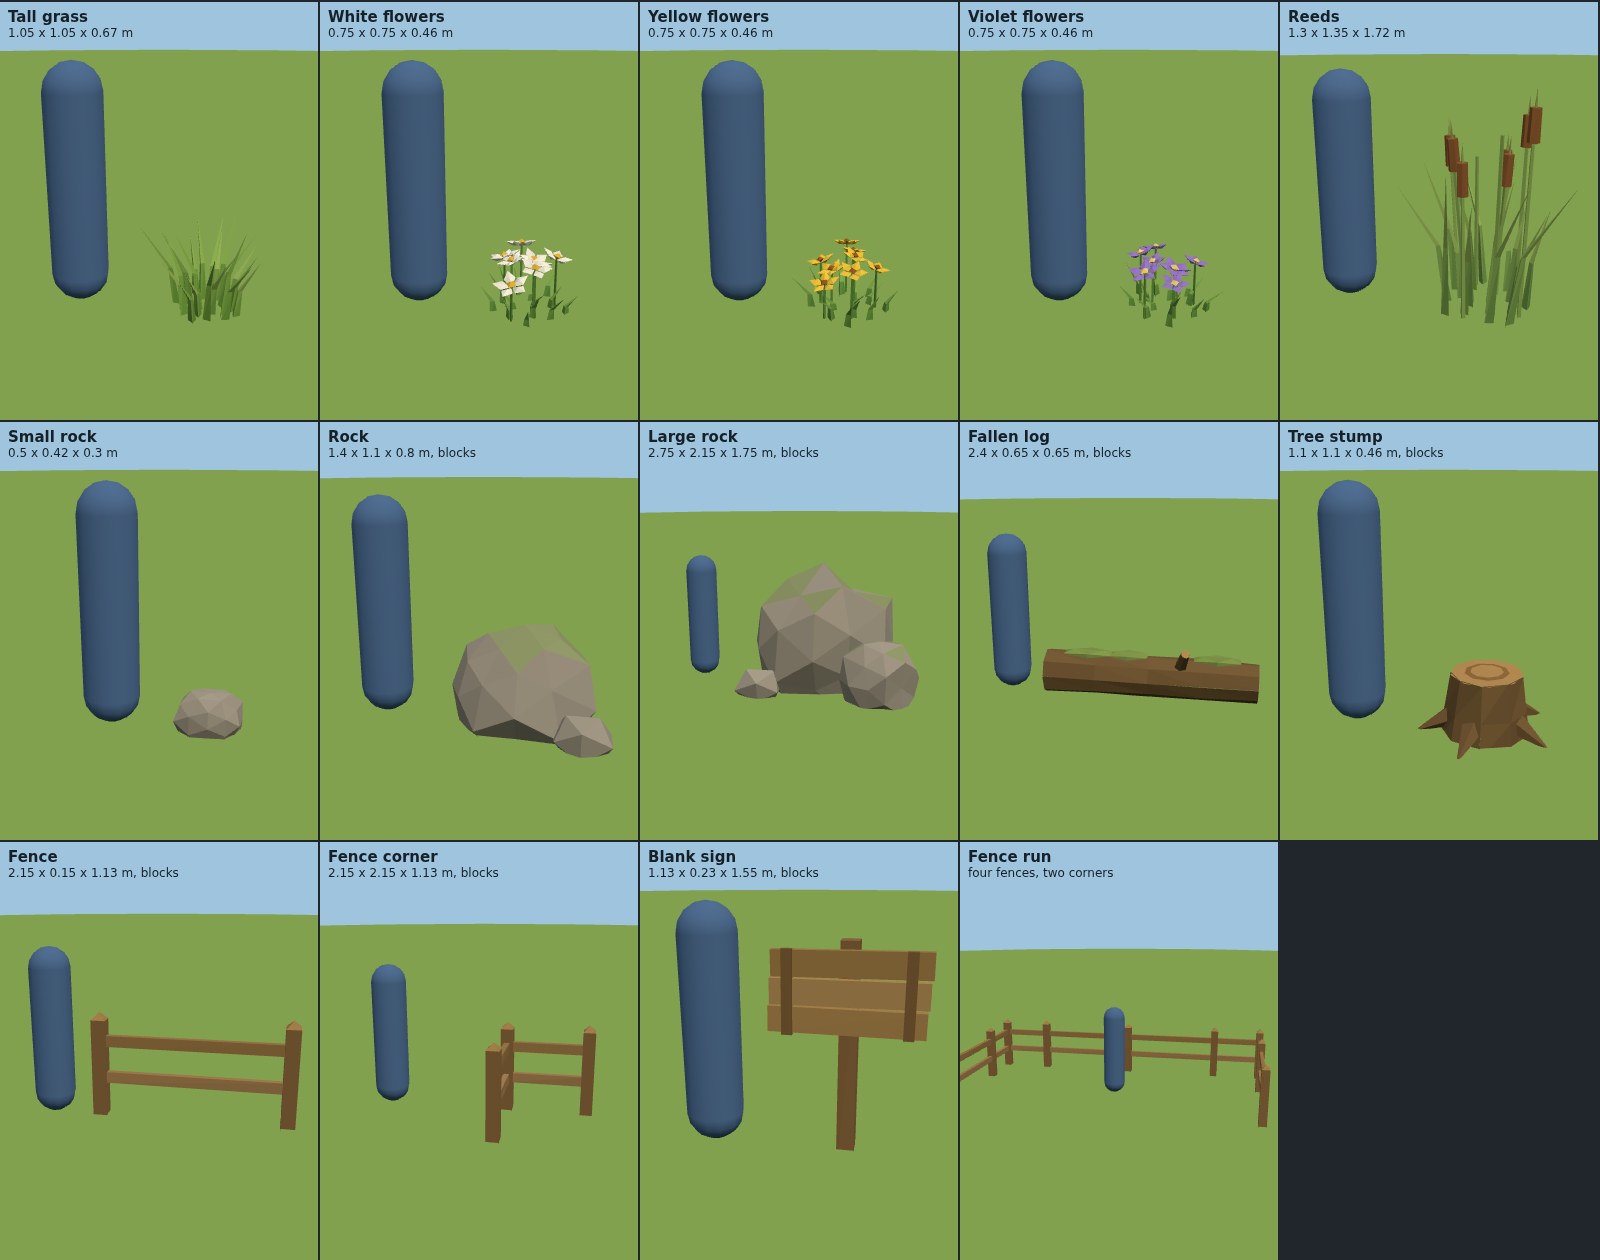 Tall grass
1.05 x 1.05 x 0.67 m
White flowers
0.75 x 0.75 x 0.46 m
Yellow flowers
0.75 x 0.75 x 0.46 m
Violet flowers
0.75 x 0.75 x 0.46 m
Reeds
1.3 x 1.35 x 1.72 m
Small rock
0.5 x 0.42 x 0.3 m
Rock
1.4 x 1.1 x 0.8 m, blocks
Large rock
2.75 x 2.15 x 1.75 m, blocks
Fallen log
2.4 x 0.65 x 0.65 m, blocks
Tree stump
1.1 x 1.1 x 0.46 m, blocks
Fence
2.15 x 0.15 x 1.13 m, blocks
Fence corner
2.15 x 2.15 x 1.13 m, blocks
Blank sign
1.13 x 0.23 x 1.55 m, blocks
Fence run
four fences, two corners